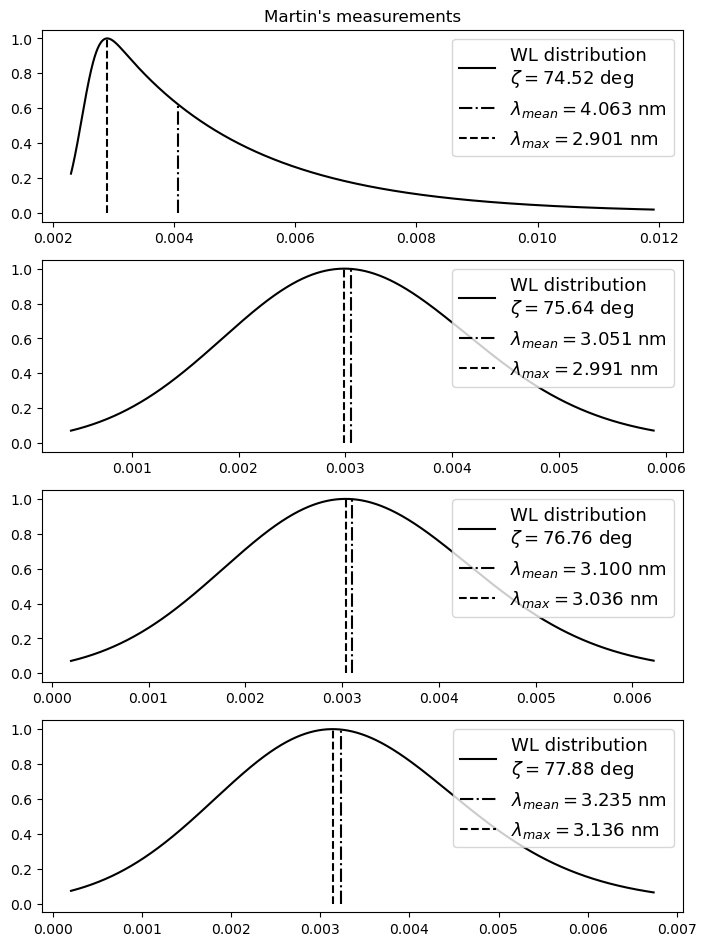 Martin's measurements
1.0
0.8
0.6
0.4
0.2
0.0
WL distribution
ζ = 74.52 deg
λmean = 4.063 nm
λmax = 2.901 nm
0.002 0.004 0.006 0.008 0.010 0.012
1.0
0.8
0.6
0.4
0.2
0.0
WL distribution
ζ = 75.64 deg
λmean = 3.051 nm
λmax = 2.991 nm
0.001 0.002 0.003 0.004 0.005 0.006
1.0
0.8
0.6
0.4
0.2
0.0
WL distribution
ζ = 76.76 deg
λmean = 3.100 nm
λmax = 3.036 nm
0.000 0.001 0.002 0.003 0.004 0.005 0.006
1.0
0.8
0.6
0.4
0.2
0.0
WL distribution
ζ = 77.88 deg
λmean = 3.235 nm
λmax = 3.136 nm
0.000 0.001 0.002 0.003 0.004 0.005 0.006 0.007